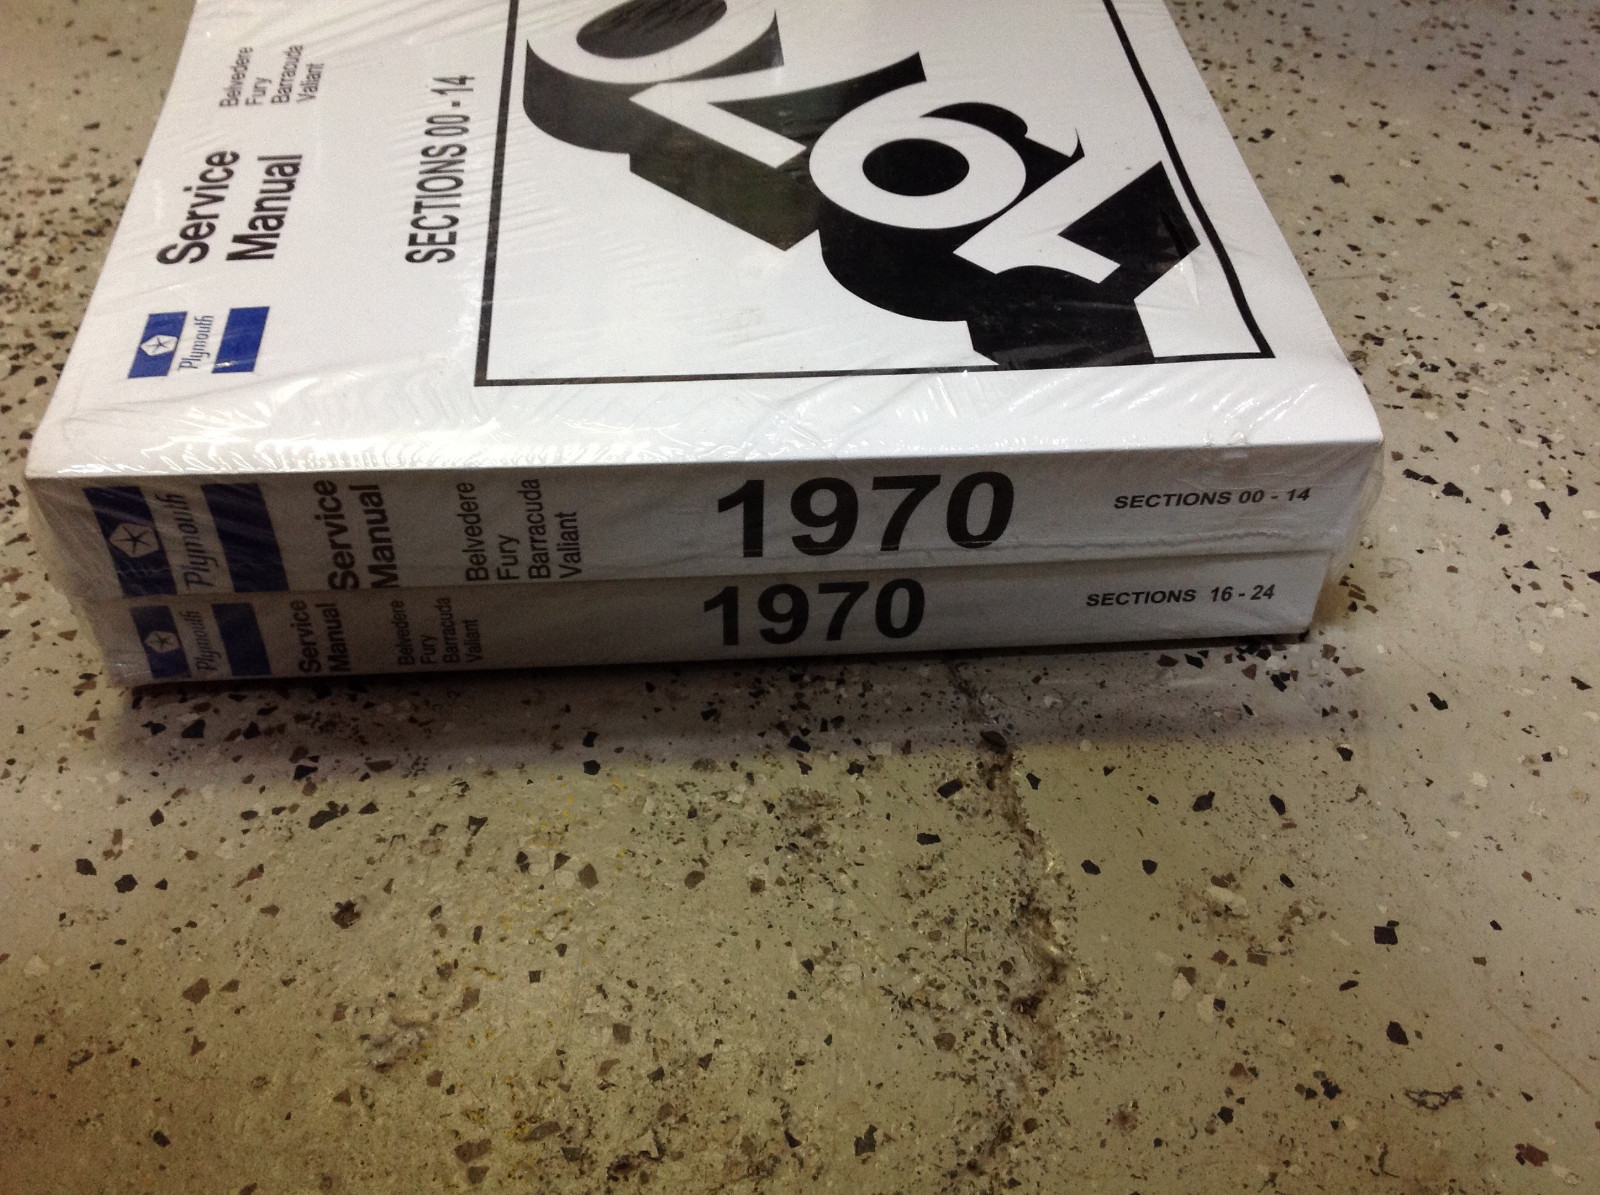 Plymouth
Service
Manual
Belvedere
Fury
Barracuda
Valiant
SECTIONS 00 - 14
1970
Plymouth
Service
Manual
Belvedere
Fury
Barracuda
Valiant
1970
SECTIONS 00 - 14
Plymouth
Service
Manual
Belvedere
Fury
Barracuda
Valiant
1970
SECTIONS 16 - 24